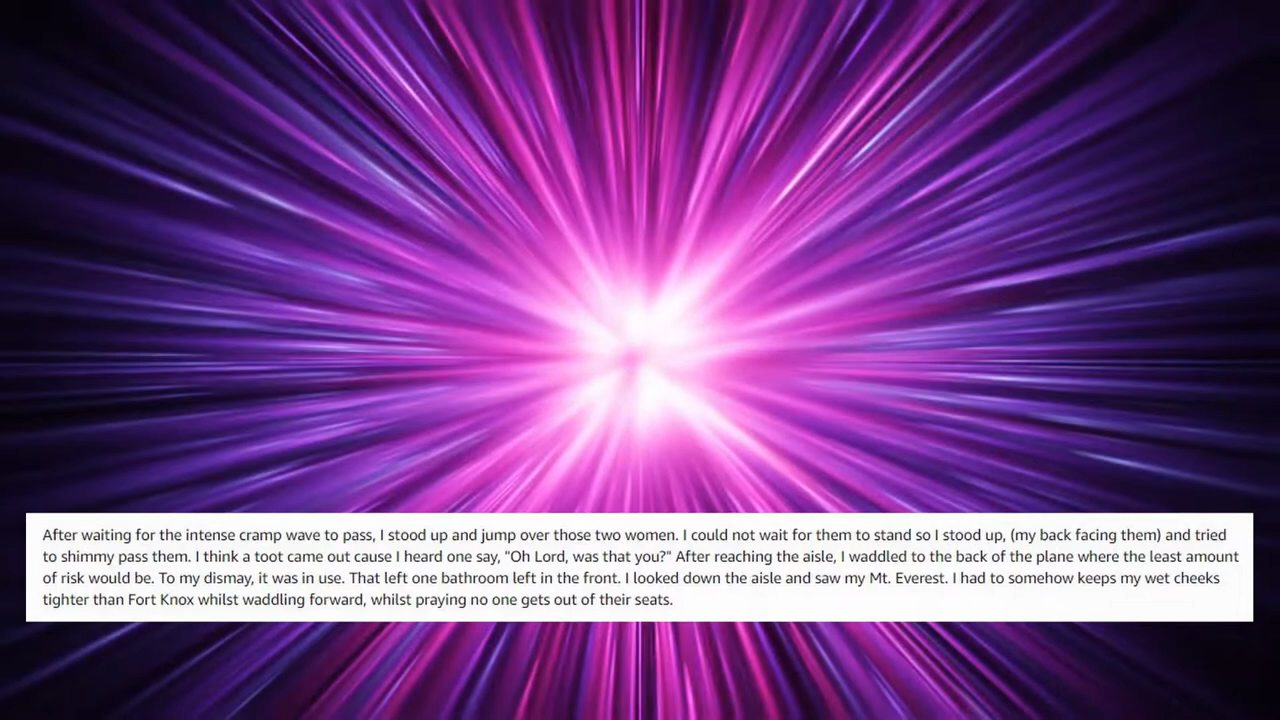 After waiting for the intense cramp wave to pass, I stood up and jump over those two women. I could not wait for them to stand so I stood up, (my back facing them) and tried
to shimmy pass them. I think a toot came out cause I heard one say, "Oh Lord, was that you?" After reaching the aisle, I waddled to the back of the plane where the least amount
of risk would be. To my dismay, it was in use. That left one bathroom left in the front. I looked down the aisle and saw my Mt. Everest. I had to somehow keeps my wet cheeks
tighter than Fort Knox whilst waddling forward, whilst praying no one gets out of their seats.